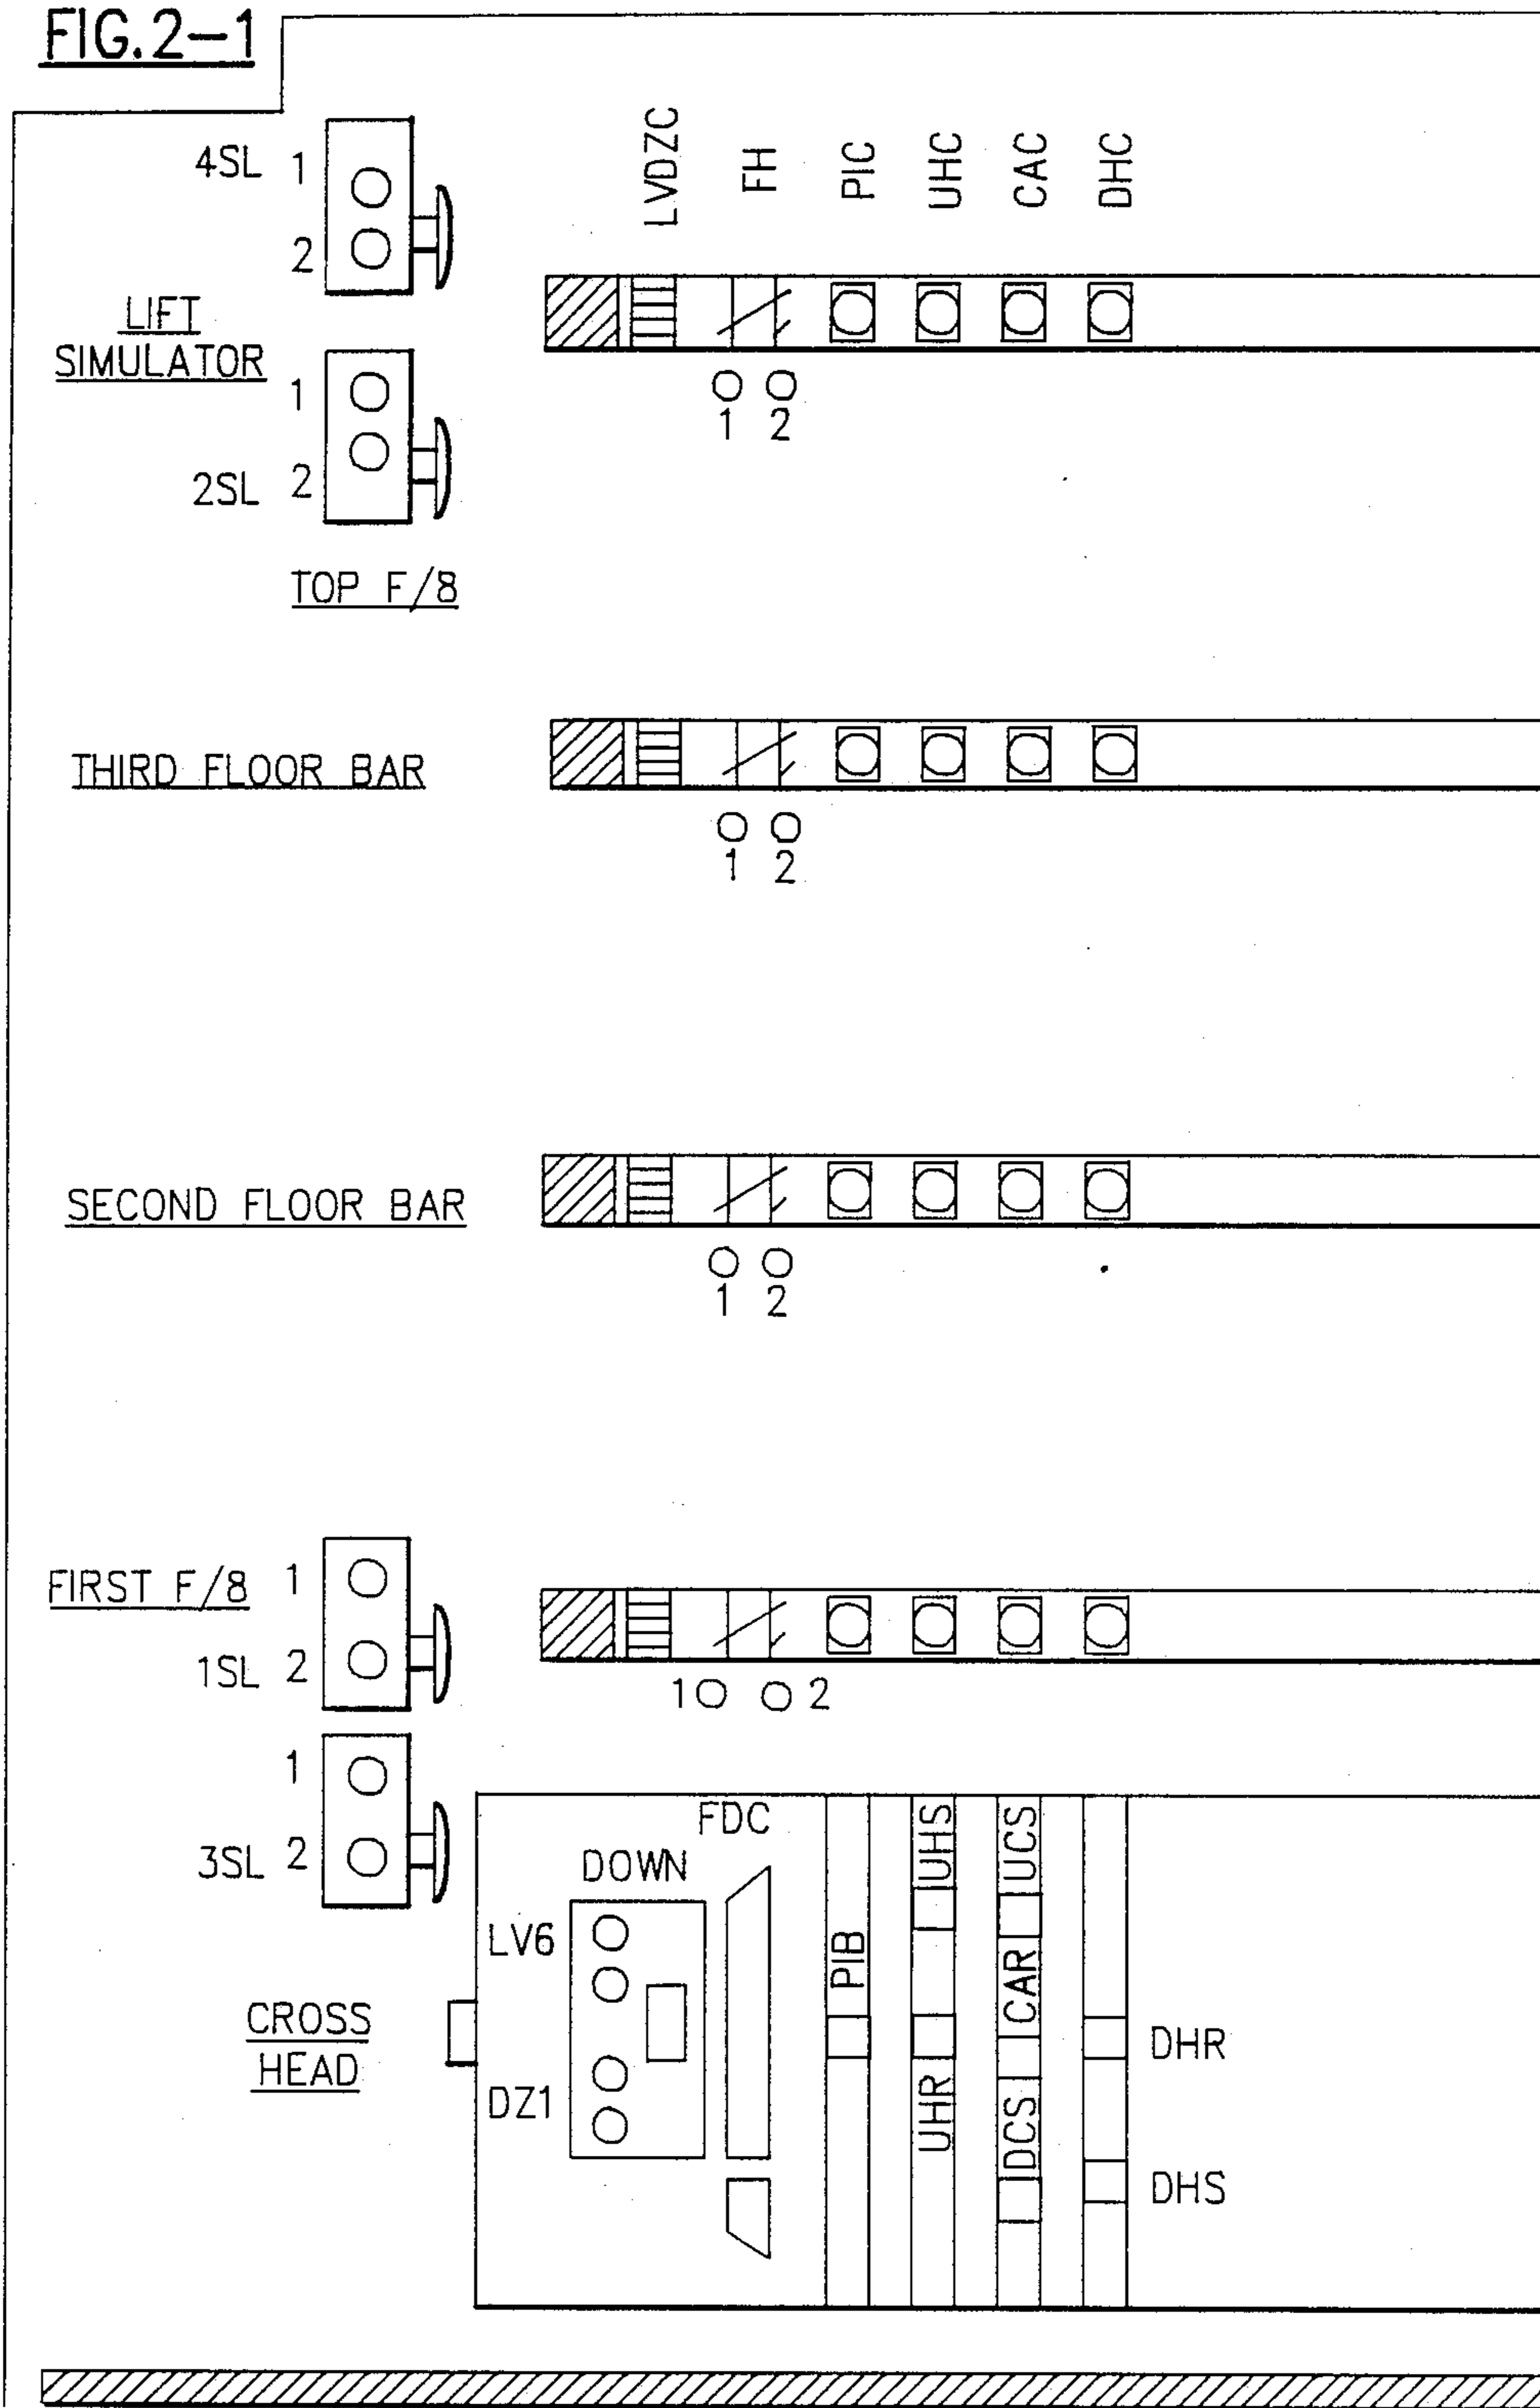 FIG.2-1
4SL 1
2
LVDZC
FH
PIC
UHC
CAC
DHC
LIFT
SIMULATOR
1
2SL 2
1 2
TOP F/8
THIRD FLOOR BAR
1 2
SECOND FLOOR BAR
1 2
FIRST F/8 1
1SL 2
1 2
1
3SL 2
FDC
DOWN
UHS
UCS
LV6
PIB
CAR
CROSS
HEAD
DHR
DZ1
UHR
DCS
DHS